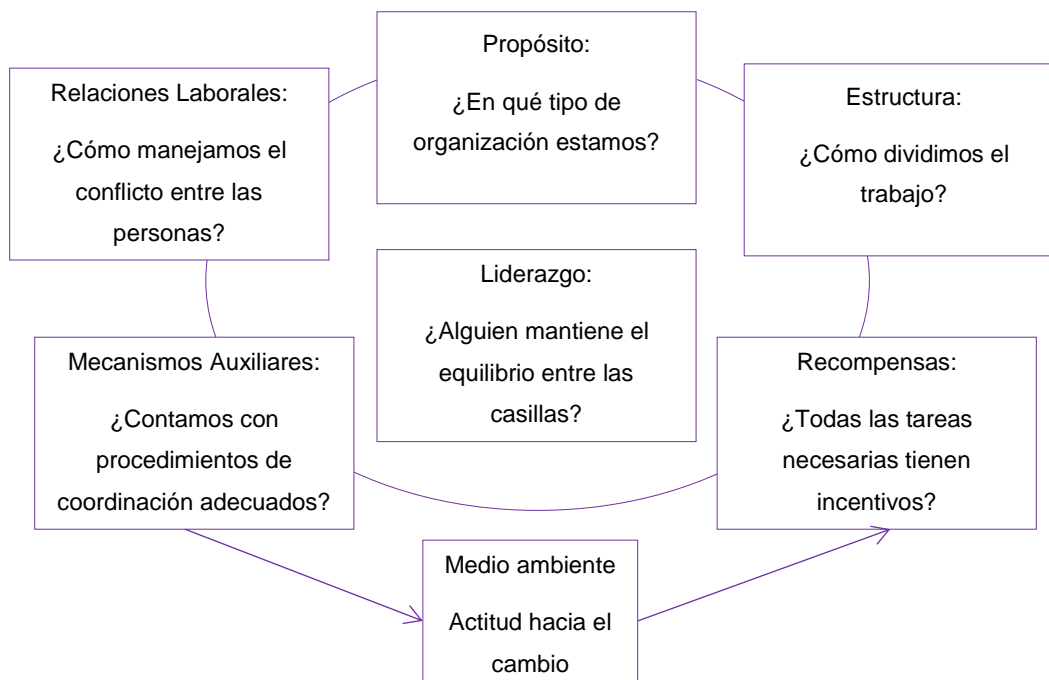 Propósito:
¿En qué tipo de
organización estamos?
Relaciones Laborales:
¿Cómo manejamos el
conflicto entre las
personas?
Estructura:
¿Cómo dividimos el
trabajo?
Liderazgo:
¿Alguien mantiene el
equilibrio entre las
casillas?
Mecanismos Auxiliares:
¿Contamos con
procedimientos de
coordinación adecuados?
Recompensas:
¿Todas las tareas
necesarias tienen
incentivos?
Medio ambiente
Actitud hacia el
cambio